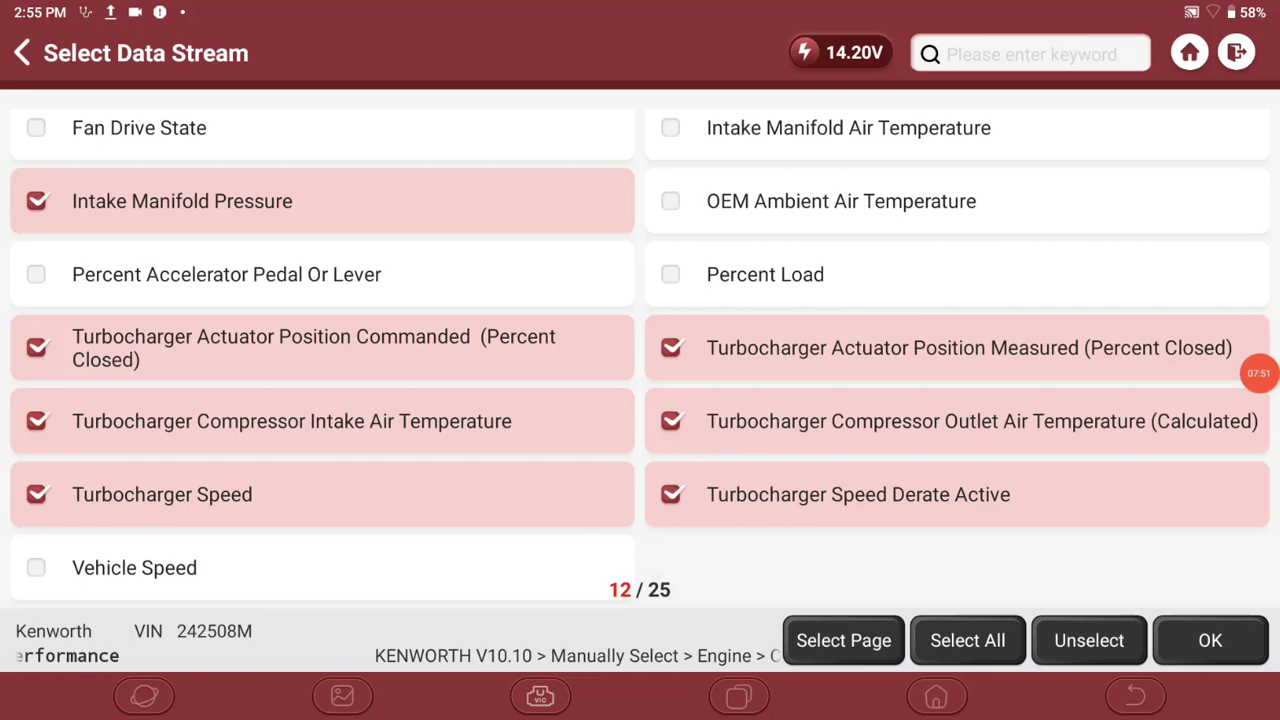 2:55 PM
58%
Select Data Stream
14.20V
Please enter keyword
Fan Drive State
Intake Manifold Air Temperature
Intake Manifold Pressure
OEM Ambient Air Temperature
Percent Accelerator Pedal Or Lever
Percent Load
Turbocharger Actuator Position Commanded (Percent
Closed)
Turbocharger Actuator Position Measured (Percent Closed)
07:51
Turbocharger Compressor Intake Air Temperature
Turbocharger Compressor Outlet Air Temperature (Calculated)
Turbocharger Speed
Turbocharger Speed Derate Active
Vehicle Speed
12 / 25
Kenworth VIN 242508M
erformance
KENWORTH V10.10 > Manually Select > Engine > C
Select Page
Select All
Unselect
OK
VIC